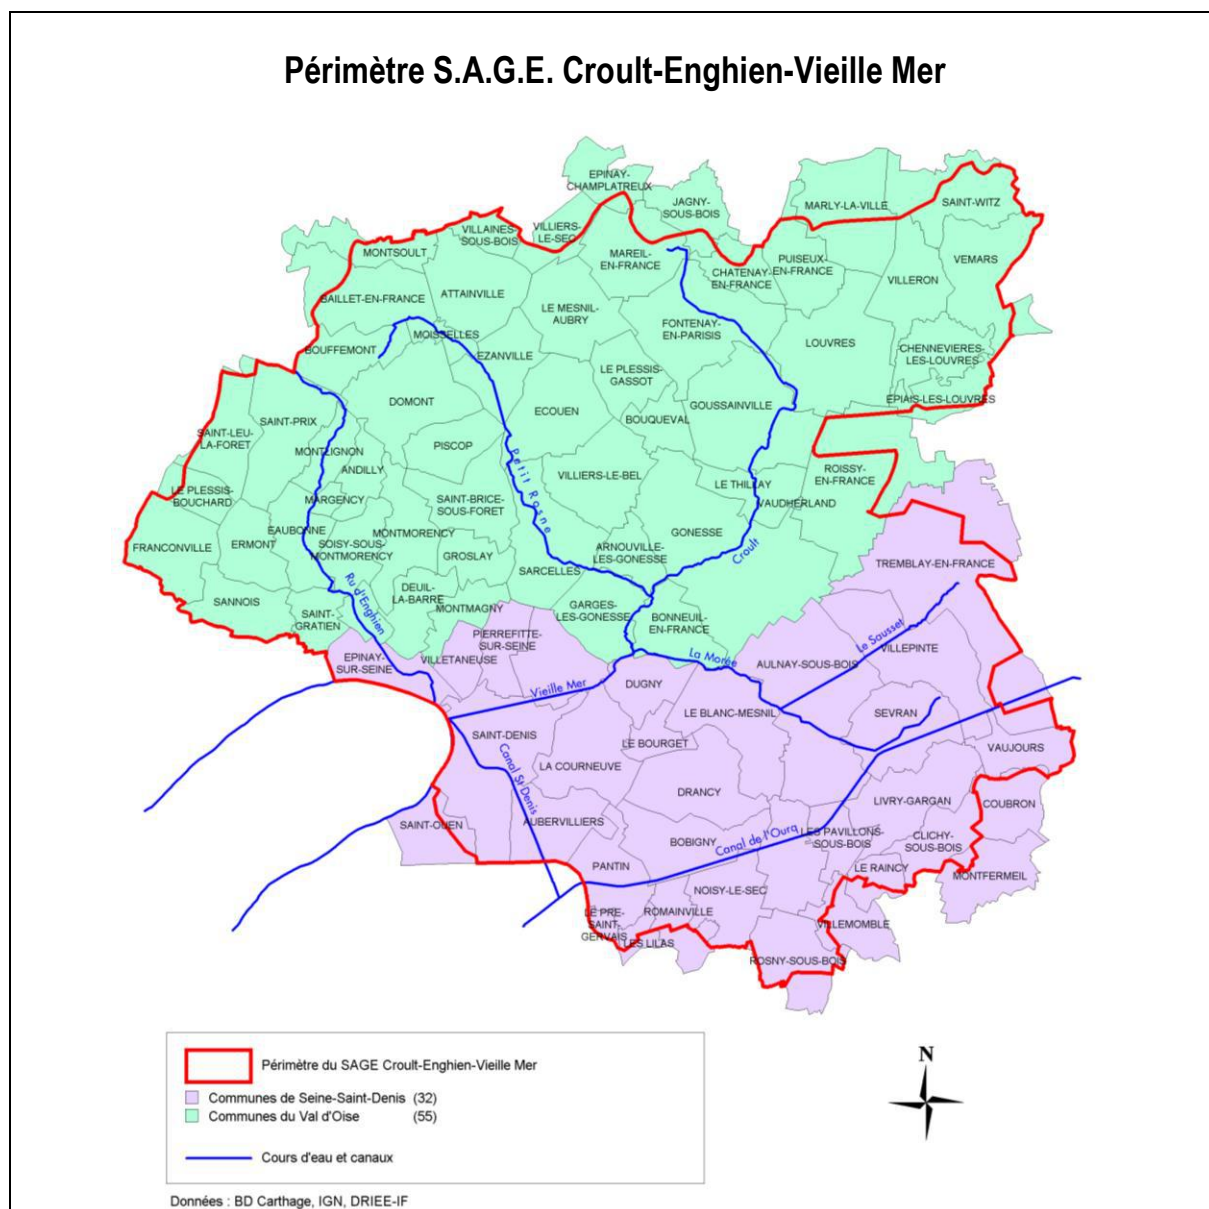 Périmètre S.A.G.E. Croult-Enghien-Vieille Mer
EPINAY-
CHAMPLATREUX
JAGNY-
SOUS-BOIS
MARLY-LA-VILLE
SAINT-WITZ
VILLAINES-
SOUS-BOIS
VILLIERS-
LE-SEC
MONTSOULT
MAREIL-
EN-FRANCE
CHATENAY-
EN-FRANCE
PUISEUX-
EN-FRANCE
VEMARS
VILLERON
BAILLET-EN-FRANCE
ATTAINVILLE
LE MESNIL-
AUBRY
FONTENAY-
EN-PARISIS
MOISSELLES
LOUVRES
BOUFFEMONT
EZANVILLE
CHENNEVIERES-
LES-LOUVRES
LE PLESSIS-
GASSOT
EPIAIS-LES-LOUVRES
DOMONT
ECOUEN
GOUSSAINVILLE
BOUQUEVAL
SAINT-PRIX
SAINT-LEU-
LA-FORET
PISCOP
MONTLIGNON
ANDILLY
Petit Rosne
VILLIERS-LE-BEL
ROISSY-
EN-FRANCE
LE THILLAY
VAUDHERLAND
LE PLESSIS-
BOUCHARD
MARGENCY
SAINT-BRICE-
SOUS-FORET
EAUBONNE
MONTMORENCY
GONESSE
FRANCONVILLE
ERMONT
SOISY-SOUS-
MONTMORENCY
GROSLAY
ARNOUVILLE-
LES-GONESSE
Croult
TREMBLAY-EN-FRANCE
SARCELLES
Ru d'Enghien
DEUIL-
LA-BARRE
SANNOIS
SAINT-
GRATIEN
MONTMAGNY
GARGES-
LES-GONESSE
BONNEUIL-
EN-FRANCE
PIERREFITTE-
SUR-SEINE
Le Sausset
VILLEPINTE
EPINAY-
SUR-SEINE
VILLETANEUSE
La Morée
AULNAY-SOUS-BOIS
Vieille Mer
DUGNY
LE BLANC-MESNIL
SEVRAN
SAINT-DENIS
LE BOURGET
VAUJOURS
Canal St Denis
LA COURNEUVE
DRANCY
LIVRY-GARGAN
COUBRON
SAINT-OUEN
AUBERVILLIERS
BOBIGNY
Canal de l'Ourq
LES PAVILLONS-
SOUS-BOIS
CLICHY-
SOUS-BOIS
PANTIN
LE RAINCY
MONTFERMEIL
NOISY-LE-SEC
LE PRE-
SAINT-
GERVAIS
ROMAINVILLE
VILLEMOMBLE
LES LILAS
ROSNY-SOUS-BOIS
Périmètre du SAGE Croult-Enghien-Vieille Mer
Communes de Seine-Saint-Denis (32)
Communes du Val d'Oise (55)
Cours d'eau et canaux
N
Données : BD Carthage, IGN, DRIEE-IF